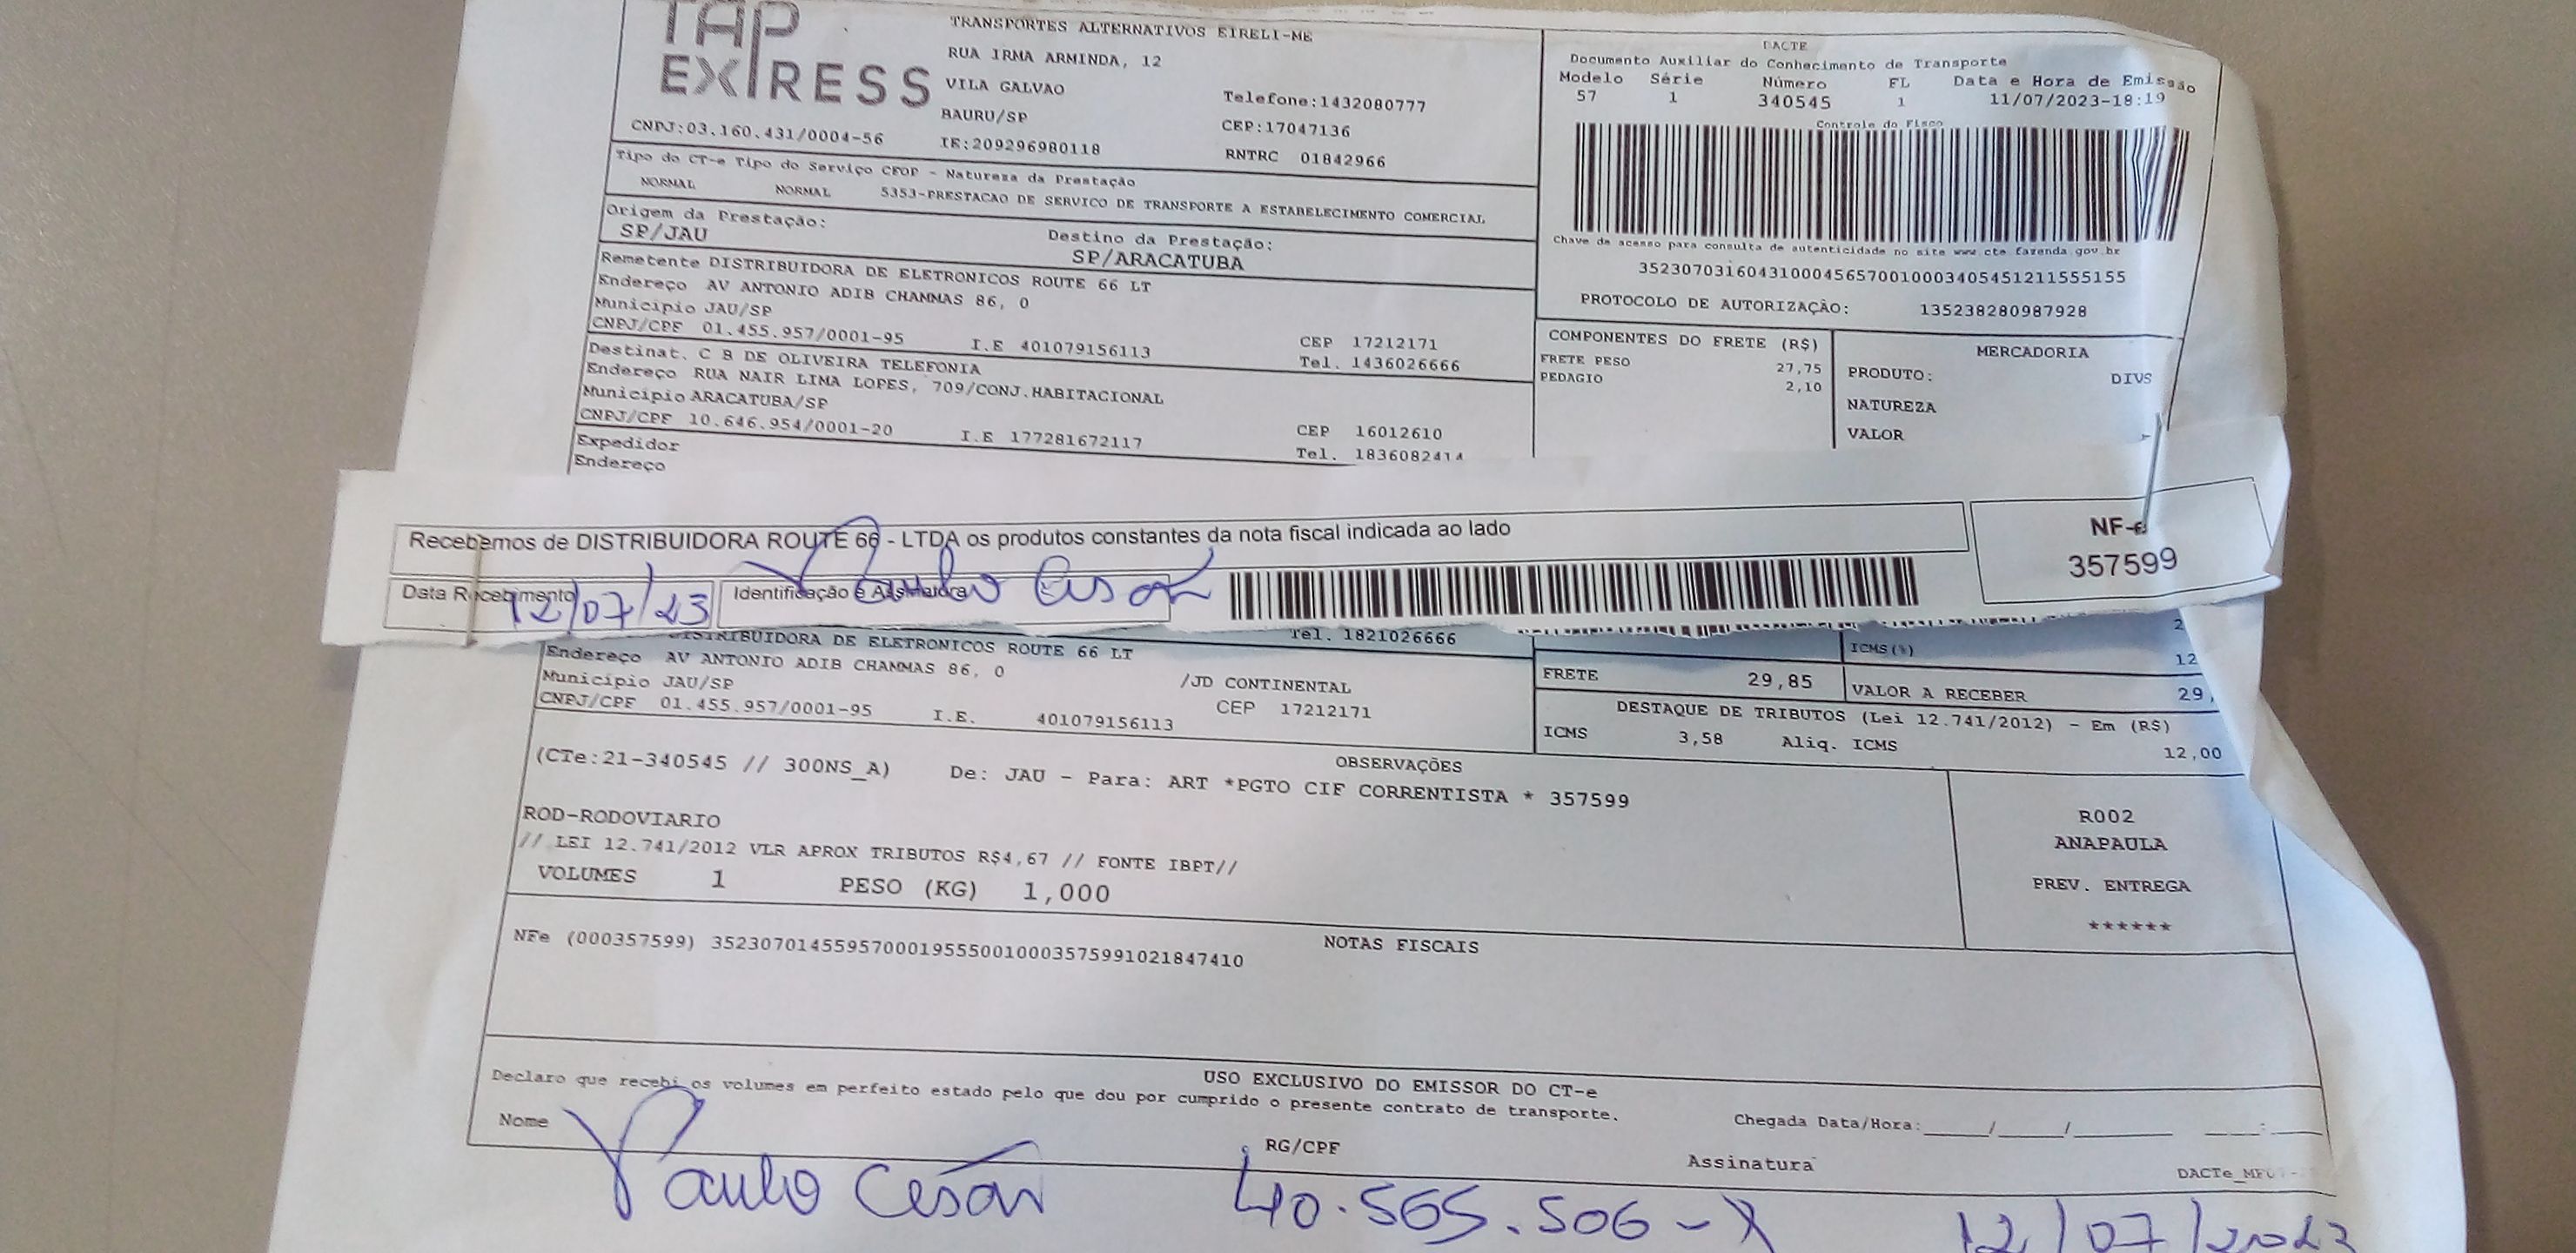 TAP EXPRESS
TRANSPORTES ALTERNATIVOS EIRELI-ME
RUA IRMA ARMINDA, 12
VILA GALVAO
BAURU/SP
Telefone:1432080777
CEP:17047136
CNPJ:03.160.431/0004-56
IE:209296980118
RNTRC 01842966
DACTE
Documento Auxiliar do Conhecimento de Transporte
Modelo Série Número FL Data e Hora de Emissão
57 1 340545 1 11/07/2023-18:19
Controle do Fisco
Chave de acesso para consulta de autenticidade no site www.cte.fazenda.gov.br
35230703160431000456570010003405451211555155
PROTOCOLO DE AUTORIZAÇÃO: 135238280987928
Tipo do CT-e Tipo do Serviço CFOP - Natureza da Prestação
NORMAL NORMAL 5353-PRESTACAO DE SERVICO DE TRANSPORTE A ESTABELECIMENTO COMERCIAL
Origem da Prestação: Destino da Prestação:
SP/JAU SP/ARACATUBA
Remetente DISTRIBUIDORA DE ELETRONICOS ROUTE 66 LT
Endereço AV ANTONIO ADIB CHAMMAS 86, 0
Município JAU/SP CEP 17212171
CNPJ/CPF 01.455.957/0001-95 I.E 401079156113 Tel. 1436026666
Destinat. C B DE OLIVEIRA TELEFONIA
Endereço RUA NAIR LIMA LOPES, 709/CONJ.HABITACIONAL
Município ARACATUBA/SP CEP 16012610
CNPJ/CPF 10.646.954/0001-20 I.E 177281672117 Tel. 1836082414
Expedidor
Endereço
COMPONENTES DO FRETE (R$)
FRETE PESO 27,75
PEDAGIO 2,10
MERCADORIA
PRODUTO: DIVS
NATUREZA
VALOR
Recebemos de DISTRIBUIDORA ROUTE 66 - LTDA os produtos constantes da nota fiscal indicada ao lado
NF-e
357599
Data Recebimento 12/07/23
Identificação e Assinatura Paulo Cesar
DISTRIBUIDORA DE ELETRONICOS ROUTE 66 LT Tel. 1821026666
Endereço AV ANTONIO ADIB CHAMMAS 86, 0 /JD CONTINENTAL
Município JAU/SP CEP 17212171
CNPJ/CPF 01.455.957/0001-95 I.E. 401079156113
ICMS(%) 12
FRETE 29,85 VALOR A RECEBER 29,
DESTAQUE DE TRIBUTOS (Lei 12.741/2012) - Em (R$)
ICMS 3,58 Aliq. ICMS 12,00
OBSERVAÇÕES
(CTe:21-340545 // 300NS_A) De: JAU - Para: ART *PGTO CIF CORRENTISTA * 357599
ROD-RODOVIARIO
// LEI 12.741/2012 VLR APROX TRIBUTOS R$4,67 // FONTE IBPT//
VOLUMES 1 PESO (KG) 1,000
R002
ANAPAULA
PREV. ENTREGA
******
NOTAS FISCAIS
NFe (000357599) 35230701455957000195550010003575991021847410
USO EXCLUSIVO DO EMISSOR DO CT-e
Declaro que recebi os volumes em perfeito estado pelo que dou por cumprido o presente contrato de transporte.
Nome RG/CPF Assinatura
Chegada Data/Hora:____/____/______ ____:____
Paulo Cesar 40.565.506-X 12/07/2023